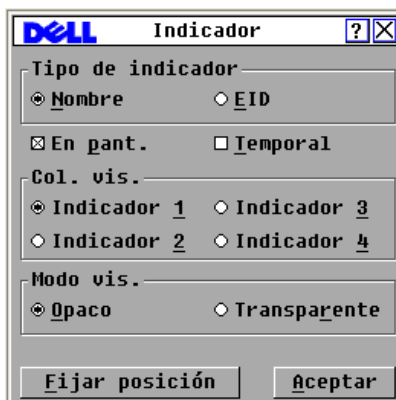 DELL Indicador ? X
Tipo de indicador
Nombre EID
En pant. Temporal
Col. vis.
Indicador 1 Indicador 3
Indicador 2 Indicador 4
Modo vis.
Opaco Transparente
Fijar posición Aceptar